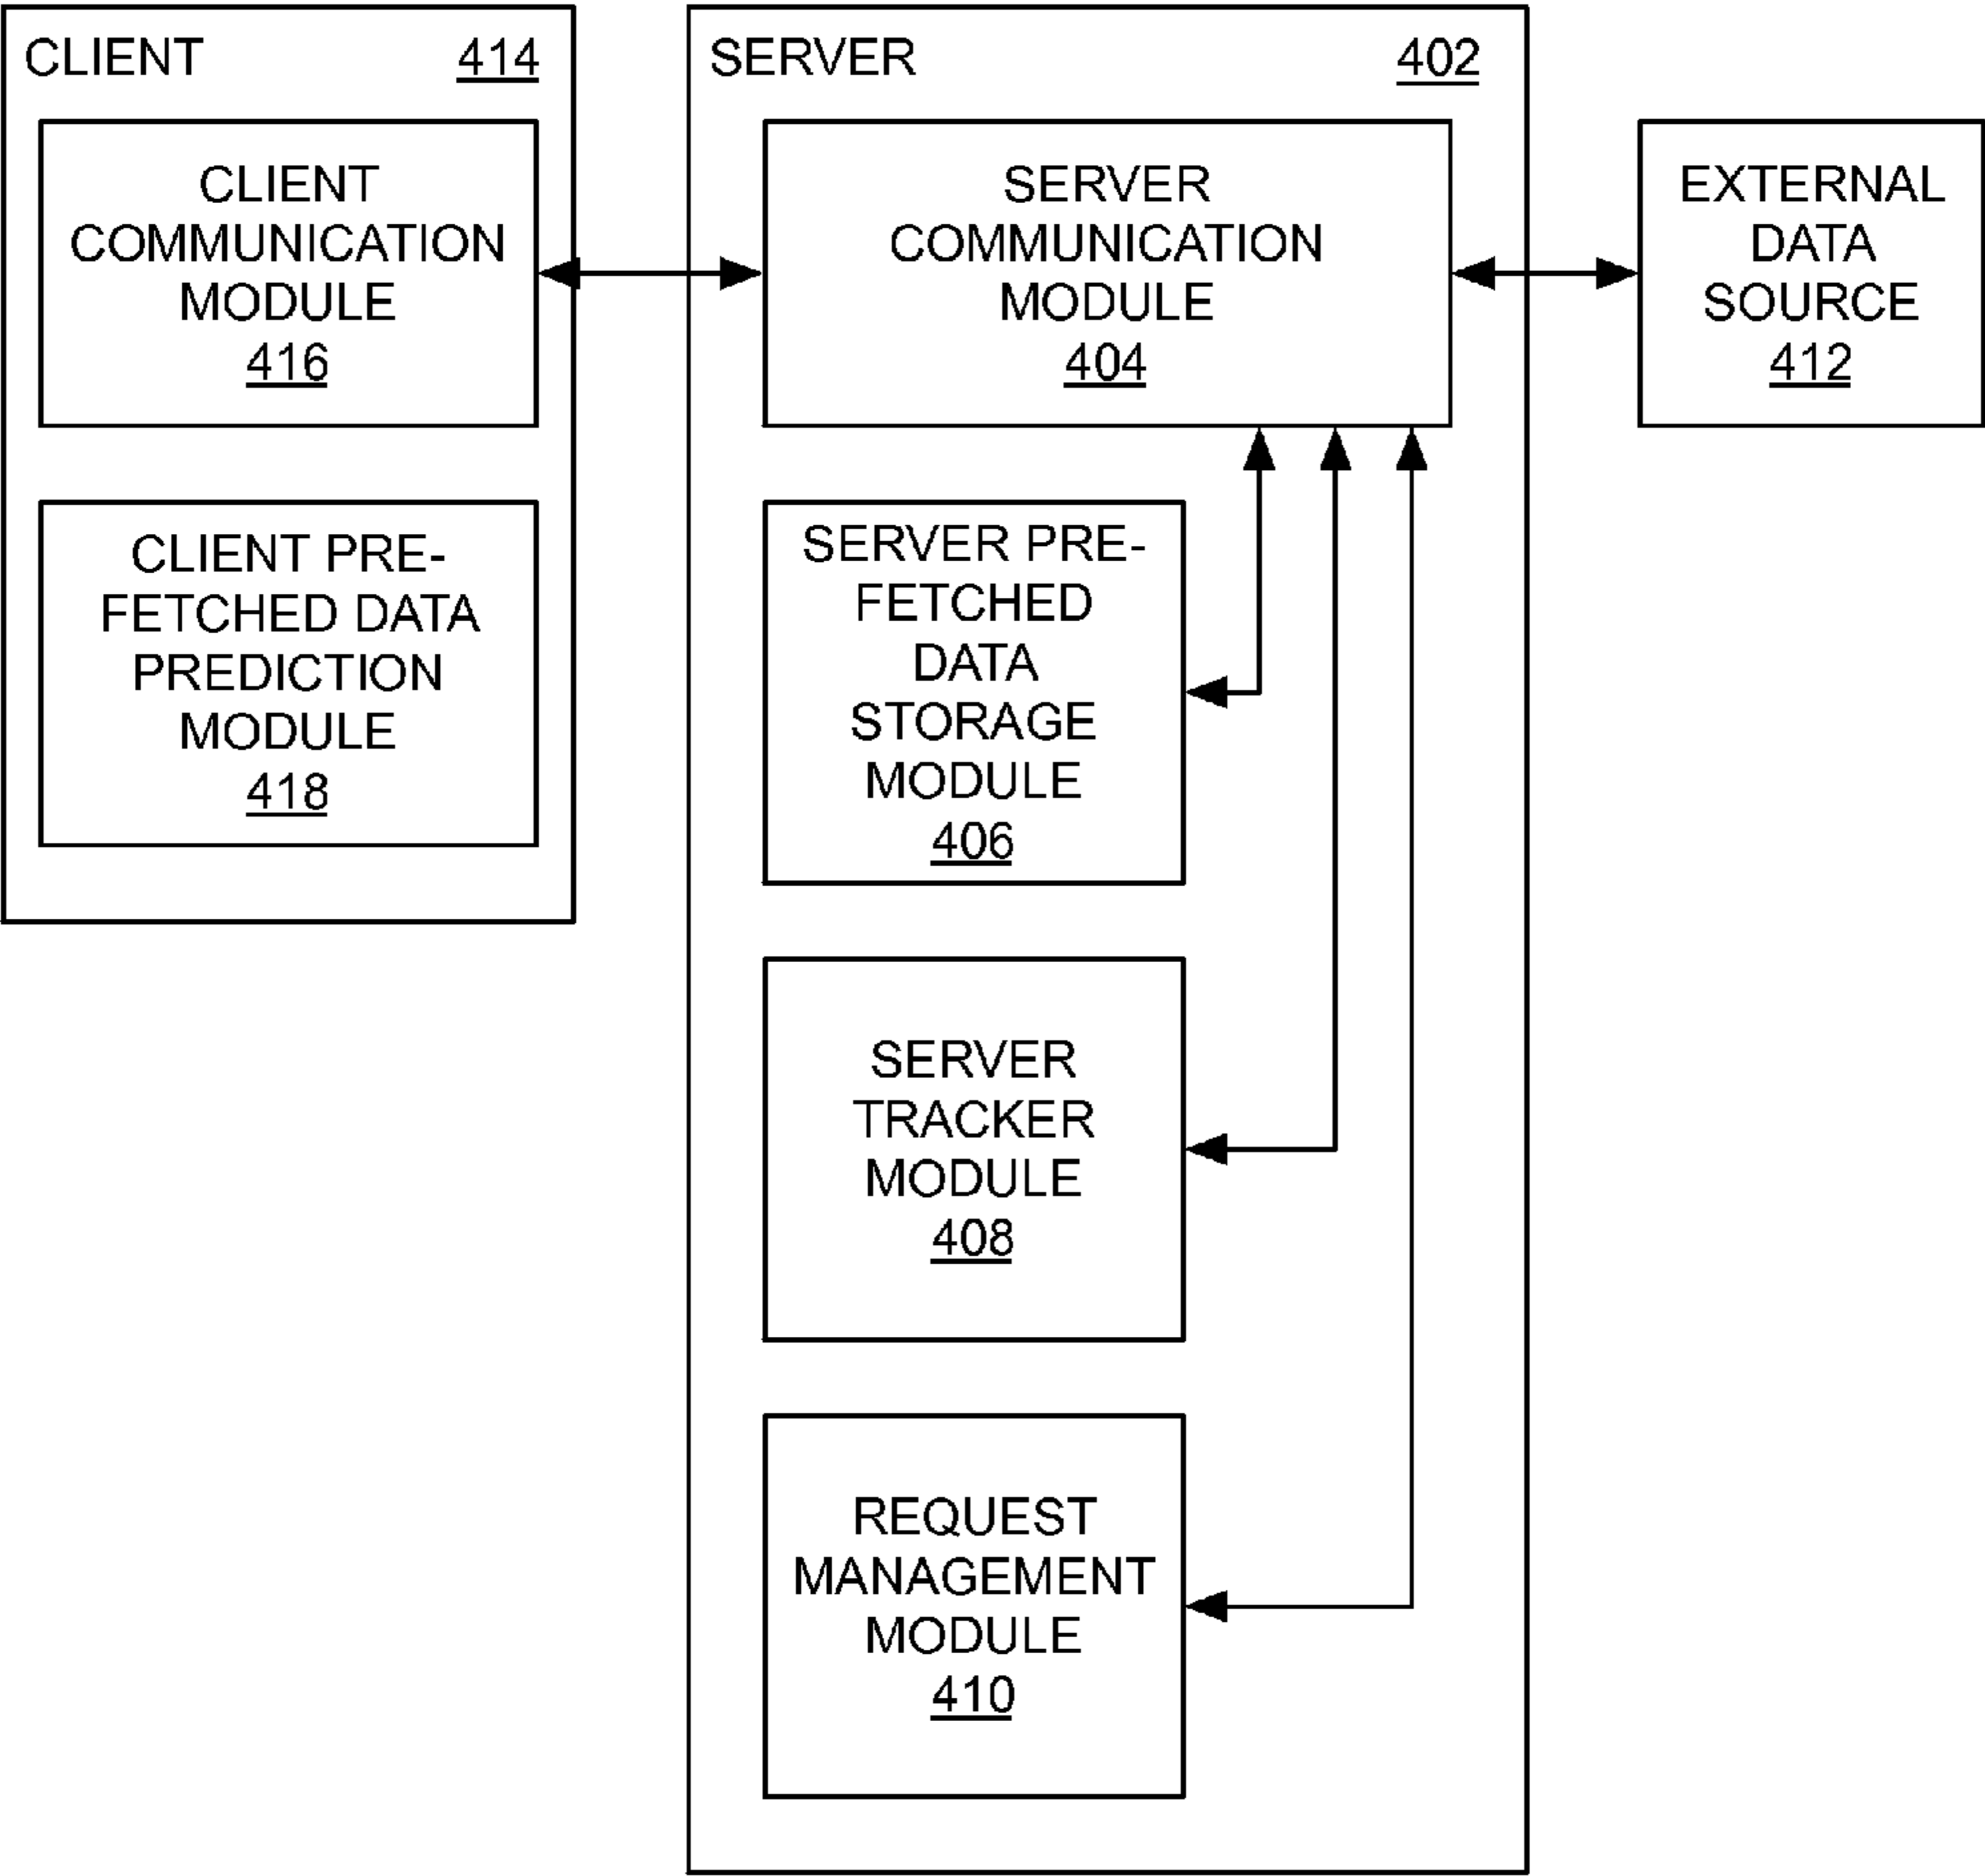 CLIENT 414
CLIENT
COMMUNICATION
MODULE
416
CLIENT PRE-
FETCHED DATA
PREDICTION
MODULE
418
SERVER 402
SERVER
COMMUNICATION
MODULE
404
SERVER PRE-
FETCHED
DATA
STORAGE
MODULE
406
SERVER
TRACKER
MODULE
408
REQUEST
MANAGEMENT
MODULE
410
EXTERNAL
DATA
SOURCE
412